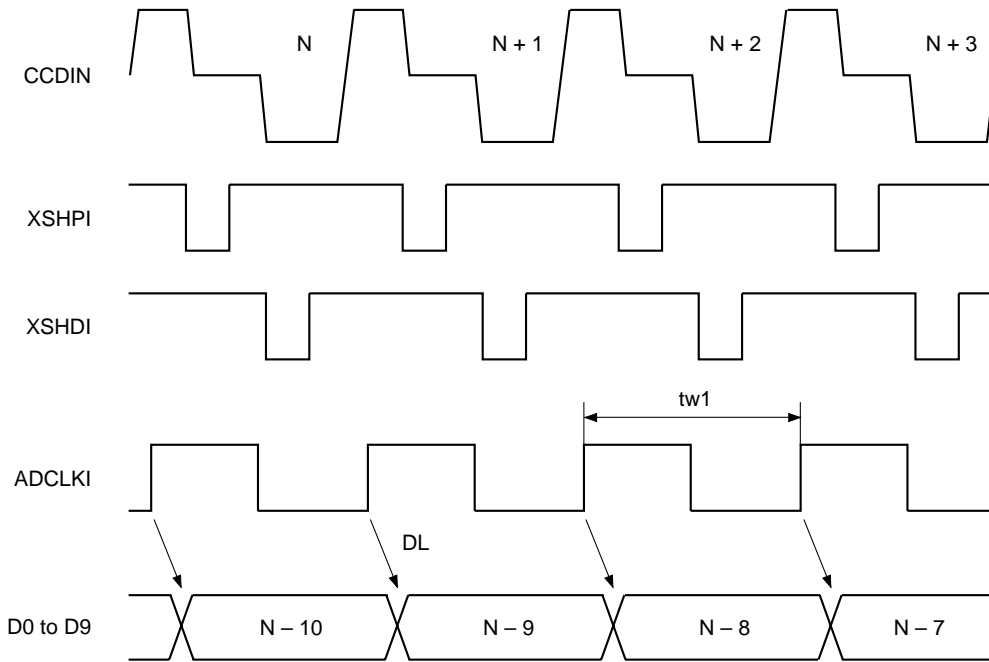 N
N + 1
N + 2
N + 3
CCDIN
XSHPI
XSHDI
tw1
ADCLKI
DL
D0 to D9
N – 10
N – 9
N – 8
N – 7